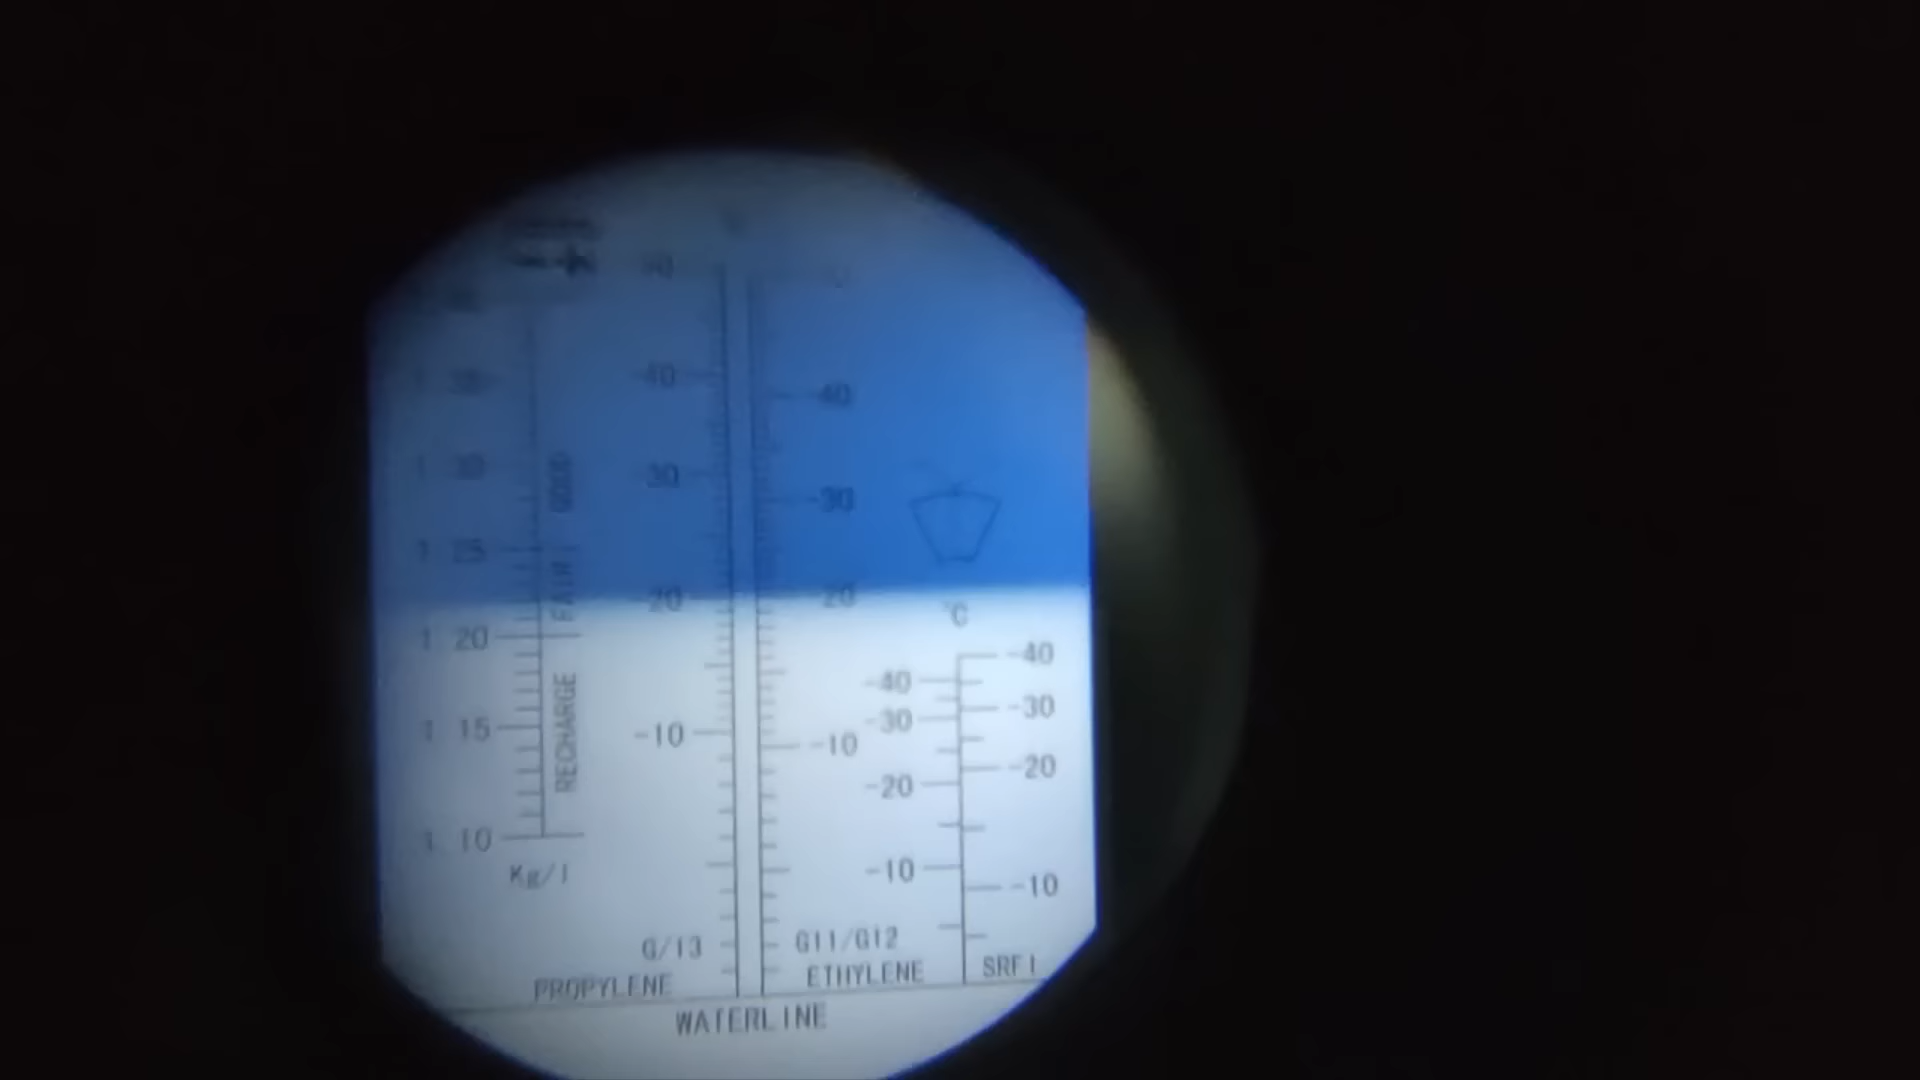 -40
40
1 30
30
-30
GOOD
1 25
FAIR
20
20
°C
1 20
-40
-40
-30
-30
RECHARGE
1 15
-10
-10
-20
-20
1 10
-10
-10
Kg/l
G/13
G11/G12
PROPYLENE
ETHYLENE
SRF I
WATERLINE